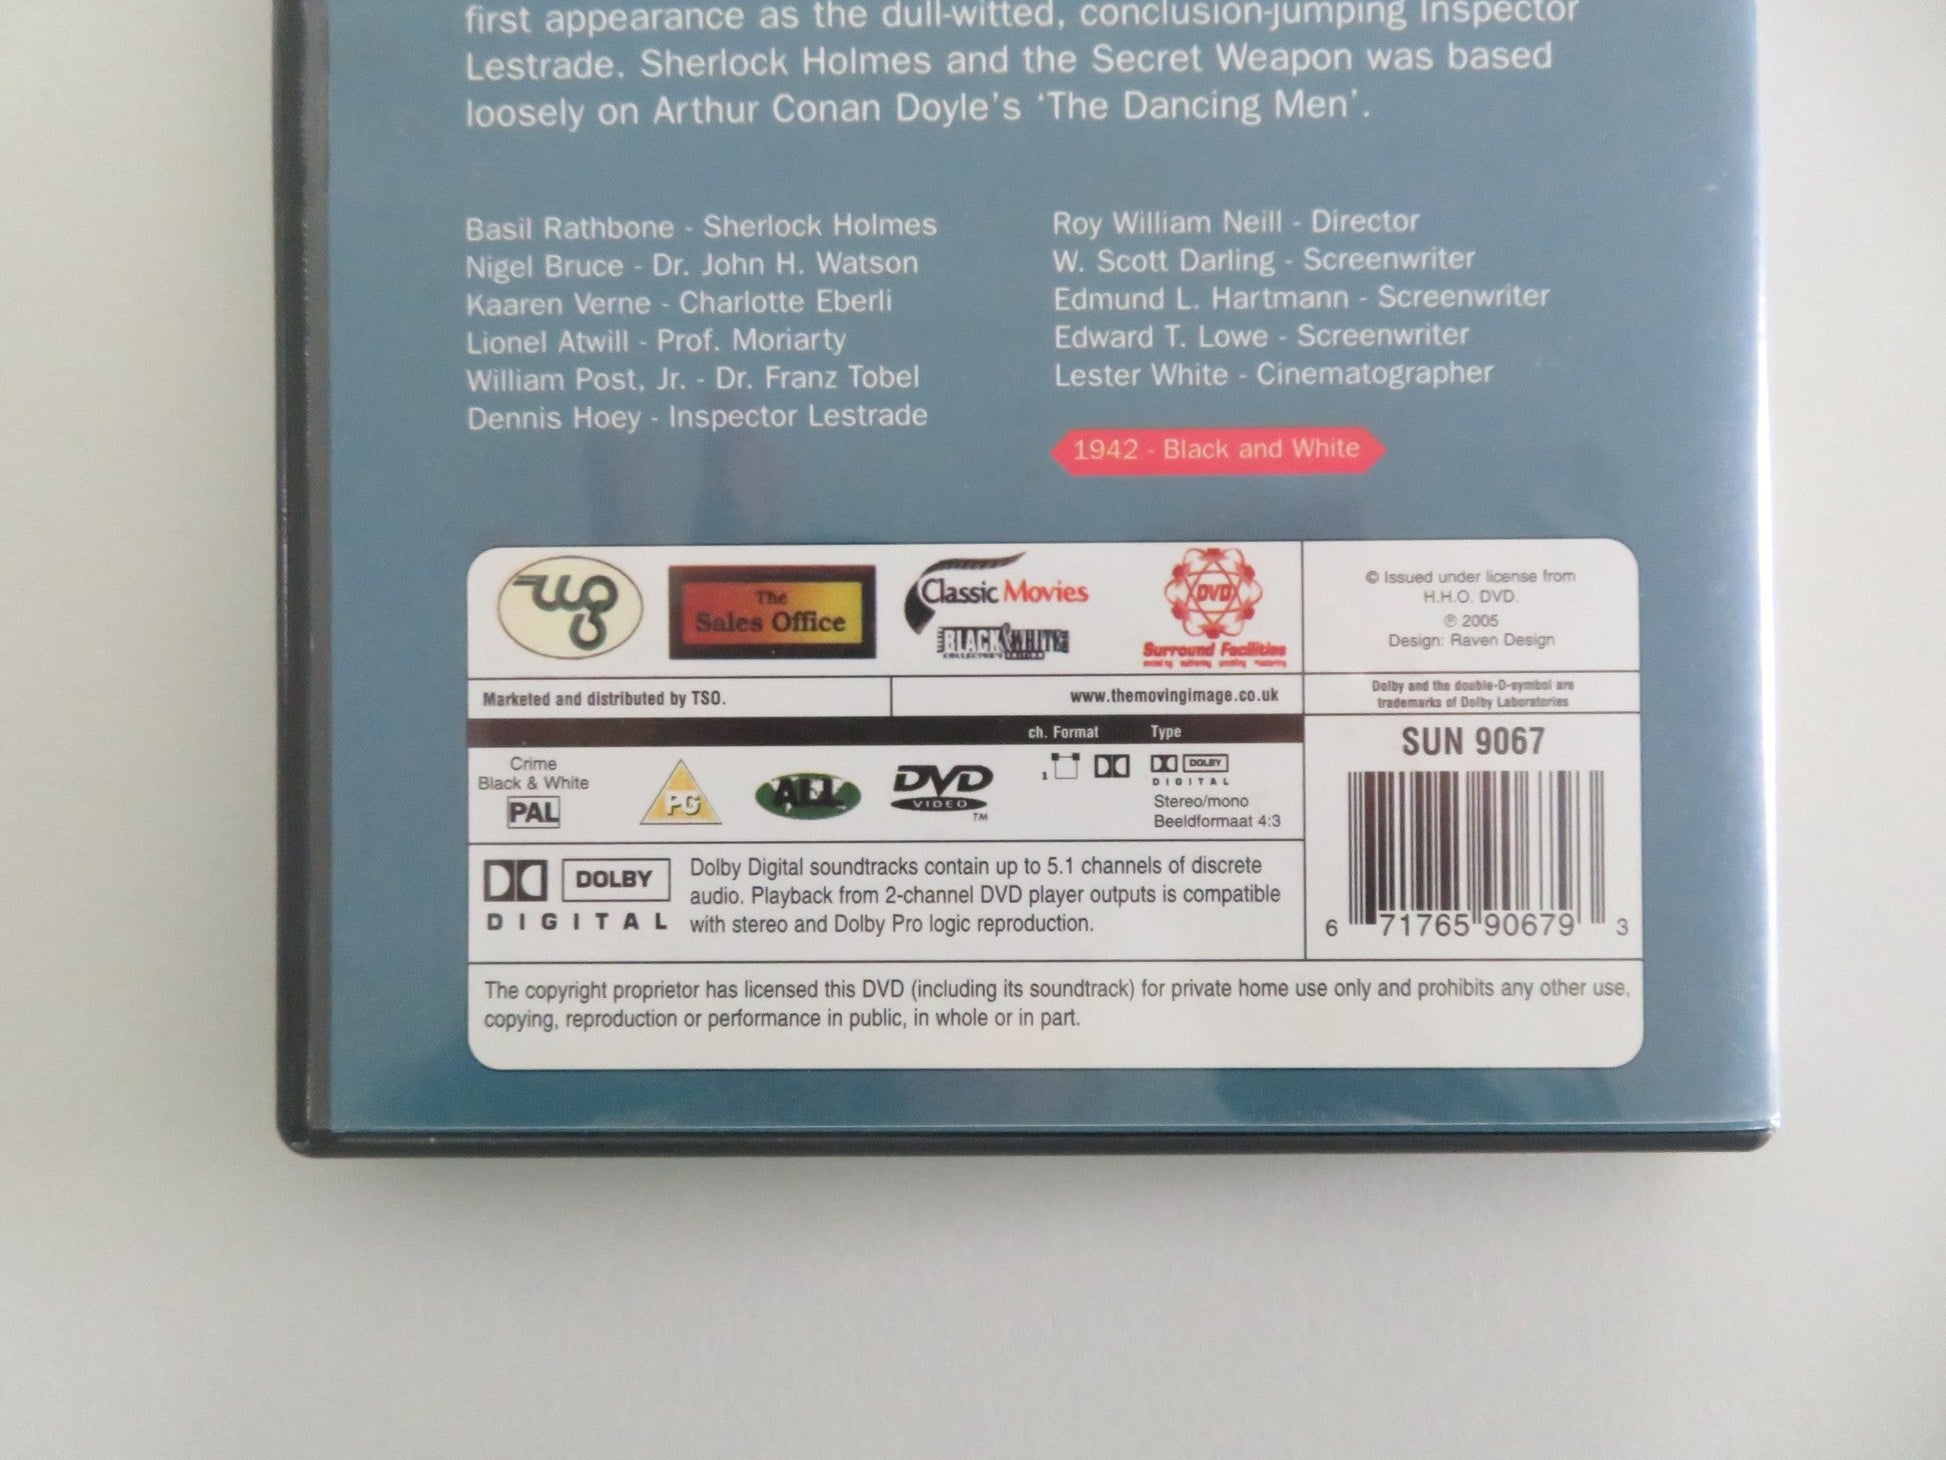 first appearance as the dull-witted, conclusion-jumping Inspector
Lestrade. Sherlock Holmes and the Secret Weapon was based
loosely on Arthur Conan Doyle's 'The Dancing Men'.
Basil Rathbone - Sherlock Holmes
Nigel Bruce - Dr. John H. Watson
Kaaren Verne - Charlotte Eberli
Lionel Atwill - Prof. Moriarty
William Post, Jr. - Dr. Franz Tobel
Dennis Hoey - Inspector Lestrade
Roy William Neill - Director
W. Scott Darling - Screenwriter
Edmund L. Hartmann - Screenwriter
Edward T. Lowe - Screenwriter
Lester White - Cinematographer
1942 - Black and White
The
Sales Office
Classic Movies
BLACK & WHITE
COLLECTOR'S EDITION
DVD
Surround Facilities
© Issued under license from
H.H.O. DVD.
℗ 2005
Design: Raven Design
Marketed and distributed by TSO.
www.themovingimage.co.uk
Dolby and the double-D-symbol are
trademarks of Dolby Laboratories
ch. Format
Type
Crime
Black & White
PAL
PG
ALL
DVD
VIDEO
TM
1
DOLBY
DIGITAL
Stereo/mono
Beeldformaat 4:3
SUN 9067
6 71765 90679 3
DOLBY
DIGITAL
Dolby Digital soundtracks contain up to 5.1 channels of discrete
audio. Playback from 2-channel DVD player outputs is compatible
with stereo and Dolby Pro logic reproduction.
The copyright proprietor has licensed this DVD (including its soundtrack) for private home use only and prohibits any other use,
copying, reproduction or performance in public, in whole or in part.